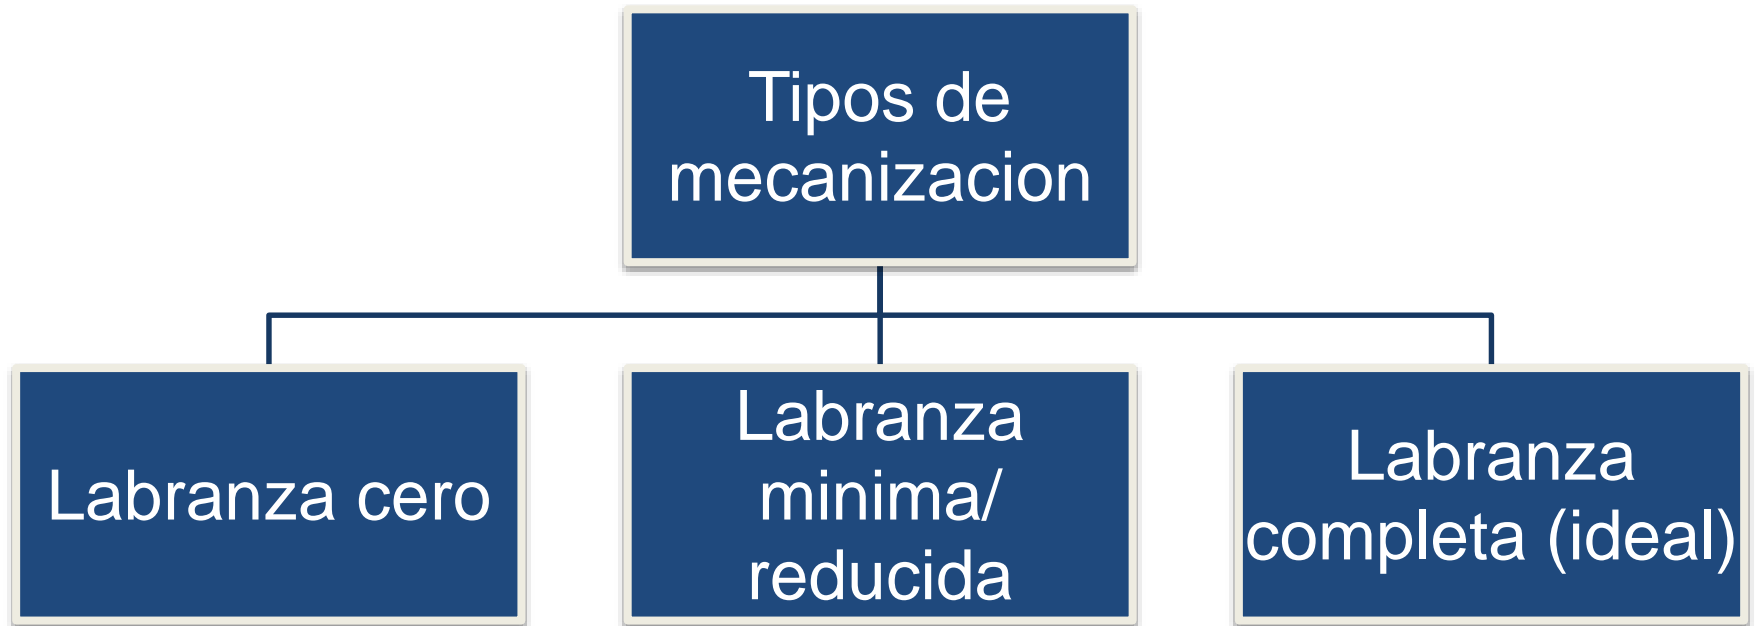 Tipos de
mecanizacion
Labranza cero
Labranza
minima/
reducida
Labranza
completa (ideal)